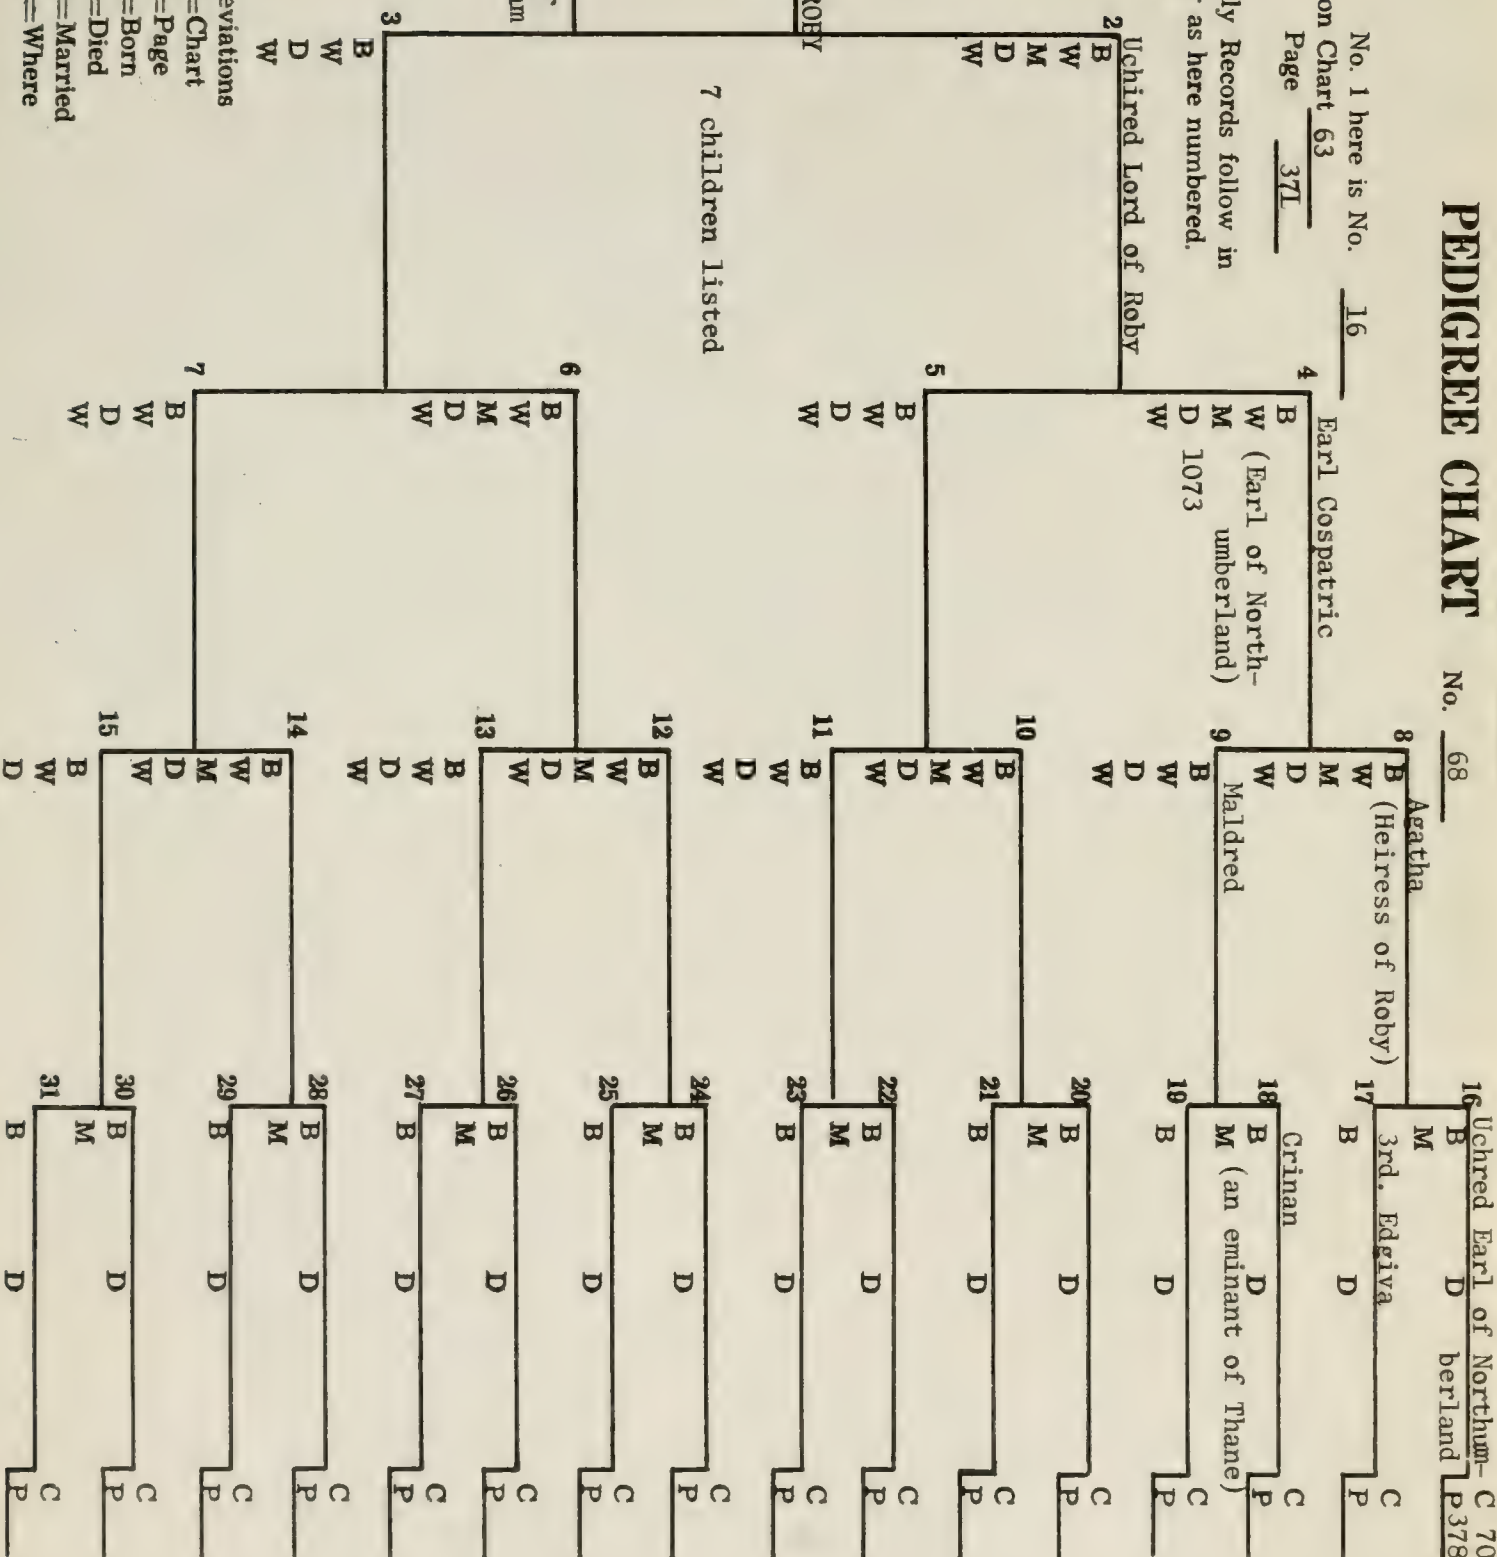 PEDIGREE CHART No. 68
No. 1 here is No. 16
on Chart 63
Page 371
ly Records follow in
as here numbered.
ROBY
2
Uchired Lord of Roby
B
W
M
D
W
7 children listed
3
B
W
D
W
eviations
=Chart
=Page
=Born
=Died
=Married
=Where
4
Earl Cospatric
B
W (Earl of North-
M umberland)
D 1073
W
5
B
W
D
W
6
B
W
M
D
W
7
B
W
D
W
8
Agatha
B (Heiress of Roby)
W
M
D
W
9
Maldred
B
W
D
W
10
B
W
M
D
W
11
B
W
D
W
12
B
W
M
D
W
13
B
W
D
W
14
B
W
M
D
W
15
B
W
D
16 Uchred Earl of Northum- C 70
B D berland P 378
M
17 3rd. Edgiva C
B D P
18 Crinan C
B D P
M (an eminant of Thane)
19 C
B D P
20 C
B D P
M
21 C
B D P
22 C
B D P
M
23 C
B D P
24 C
B D P
M
25 C
B D P
26 C
B D P
M
27 C
B D P
28 C
B D P
M
29 C
B D P
30 C
B D P
M
31 C
B D P